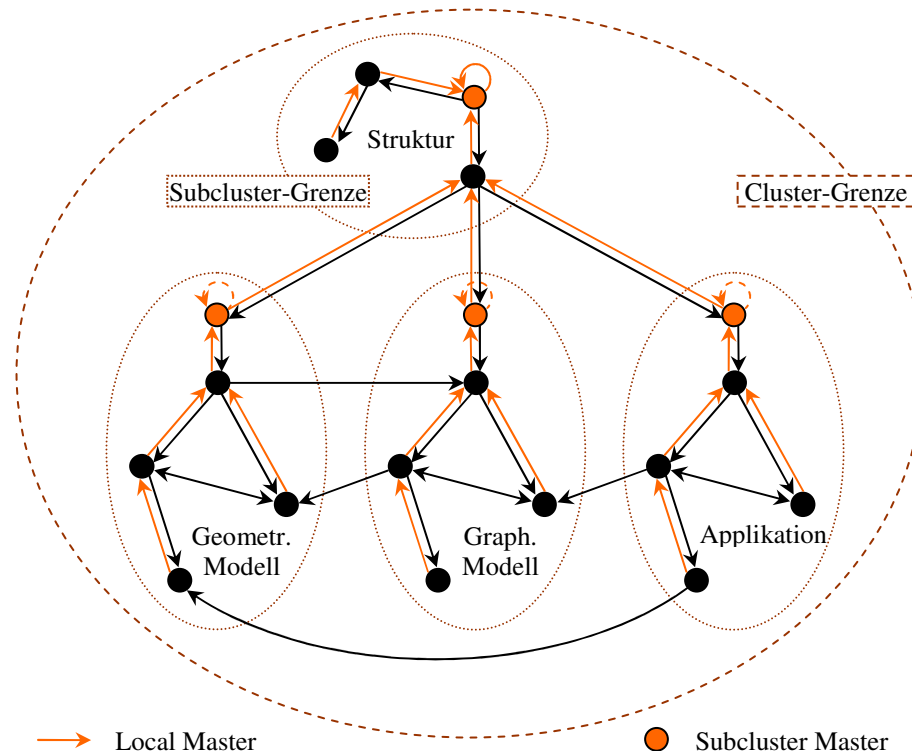 Struktur
Subcluster-Grenze
Cluster-Grenze
Geometr.
Modell
Graph.
Modell
Applikation
Local Master
Subcluster Master